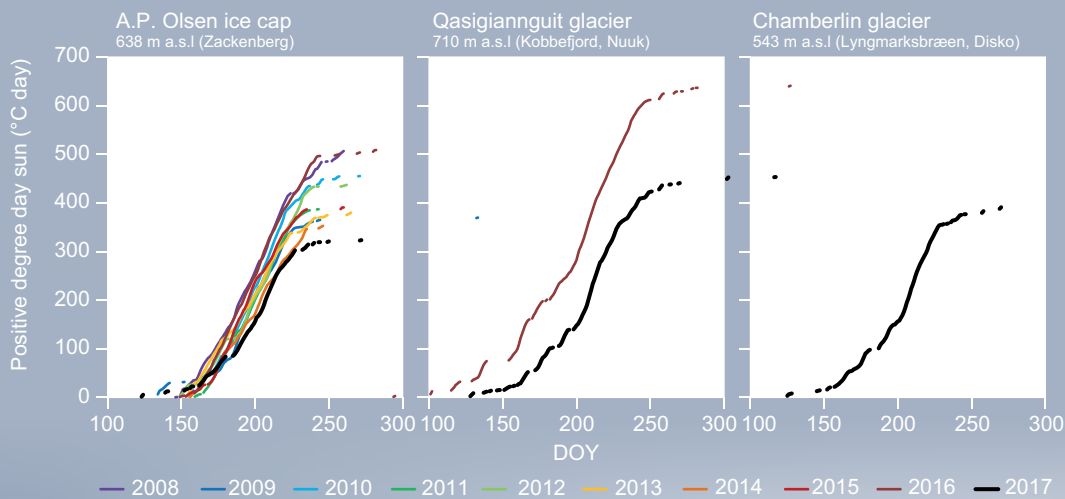 A.P. Olsen ice cap
638 m a.s.l (Zackenberg)
Qasigiannguit glacier
710 m a.s.l (Kobbefjord, Nuuk)
Chamberlin glacier
543 m a.s.l (Lyngmarksbræen, Disko)
Positive degree day sun (°C day)
700
600
500
400
300
200
100
0
100 150 200 250 300
100 150 200 250 300
100 150 200 250 300
DOY
2008 2009 2010 2011 2012 2013 2014 2015 2016 2017